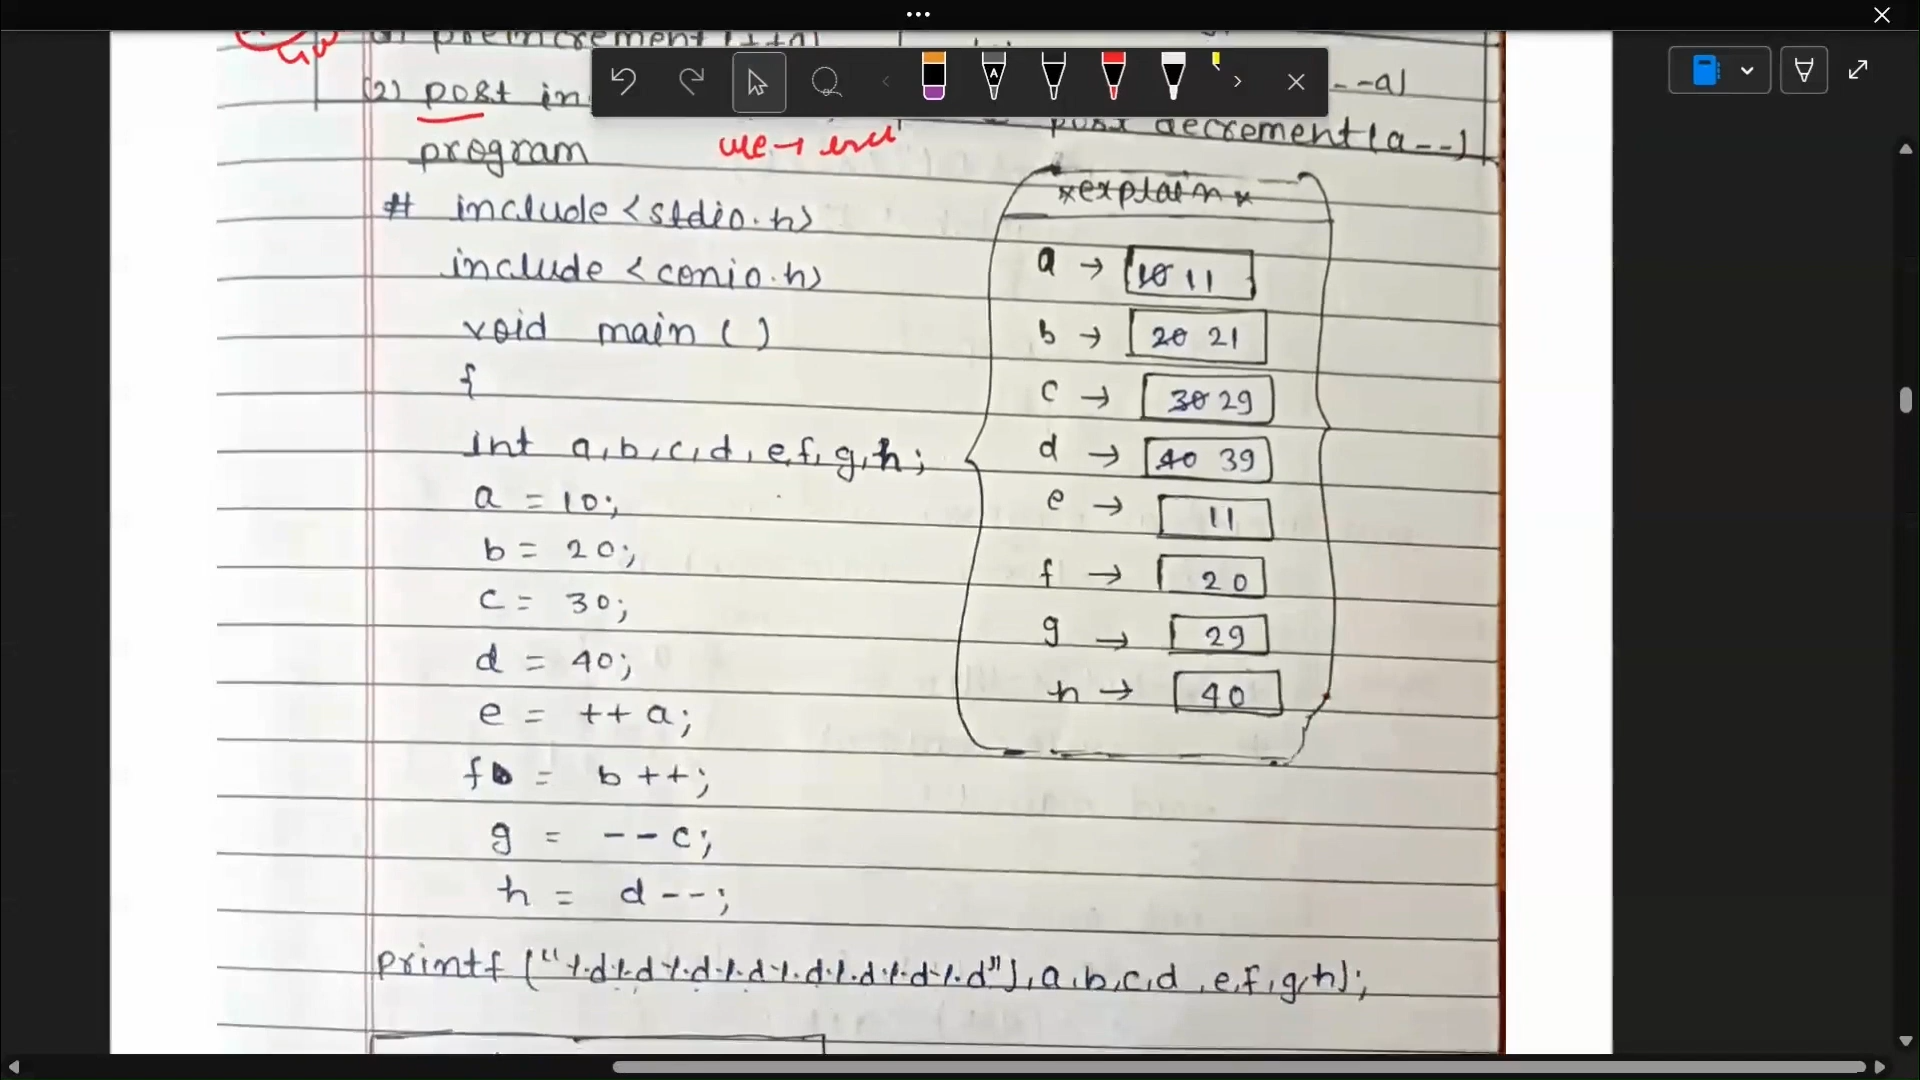 (2) post in
--a)
post decrement (a--)
program
# include <stdio.h>
include <conio.h>
void main ()
{
int a,b,c,d,e,f,g,h;
a = 10;
b = 20;
c = 30;
d = 40;
e = ++a;
f = b++;
g = --c;
h = d--;
printf ("%d%d%d%d%d%d%d%d"),a,b,c,d,e,f,g,h);
*explain*
a → 10 11
b → 20 21
c → 30 29
d → 40 39
e → 11
f → 20
g → 29
h → 40